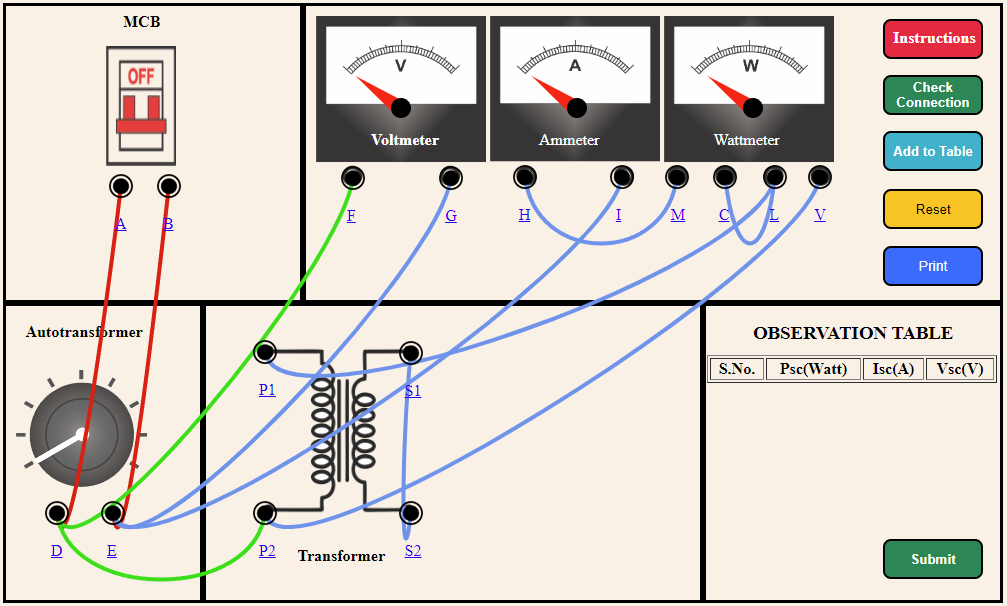 MCB
OFF
A B
V
Voltmeter
A
Ammeter
W
Wattmeter
F G H I M C L V
Instructions
Check
Connection
Add to Table
Reset
Print
Autotransformer
D E
P1 S1
P2 S2
Transformer
OBSERVATION TABLE
S.No. Psc(Watt) Isc(A) Vsc(V)
Submit